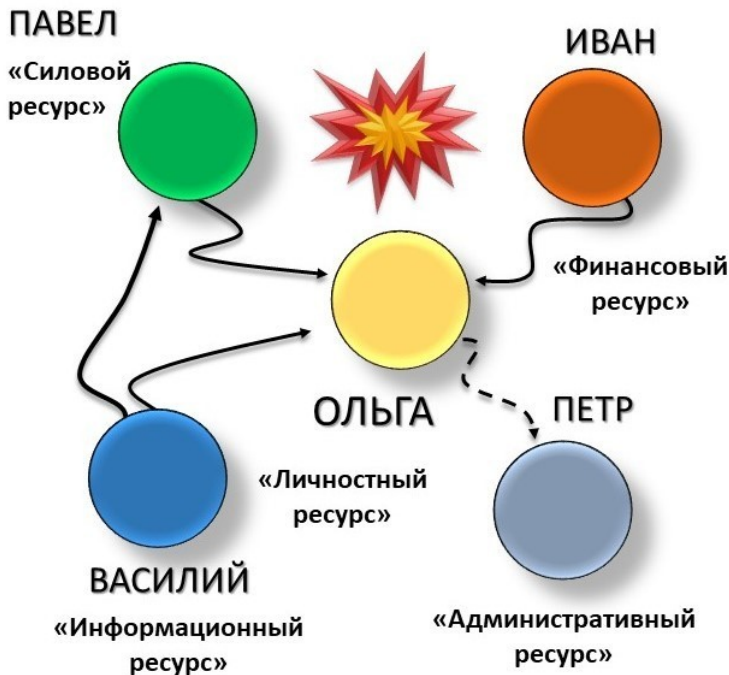 ПАВЕЛ
«Силовой
ресурс»
ИВАН
«Финансовый
ресурс»
ОЛЬГА
«Личностный
ресурс»
ПЕТР
«Административный
ресурс»
ВАСИЛИЙ
«Информационный
ресурс»